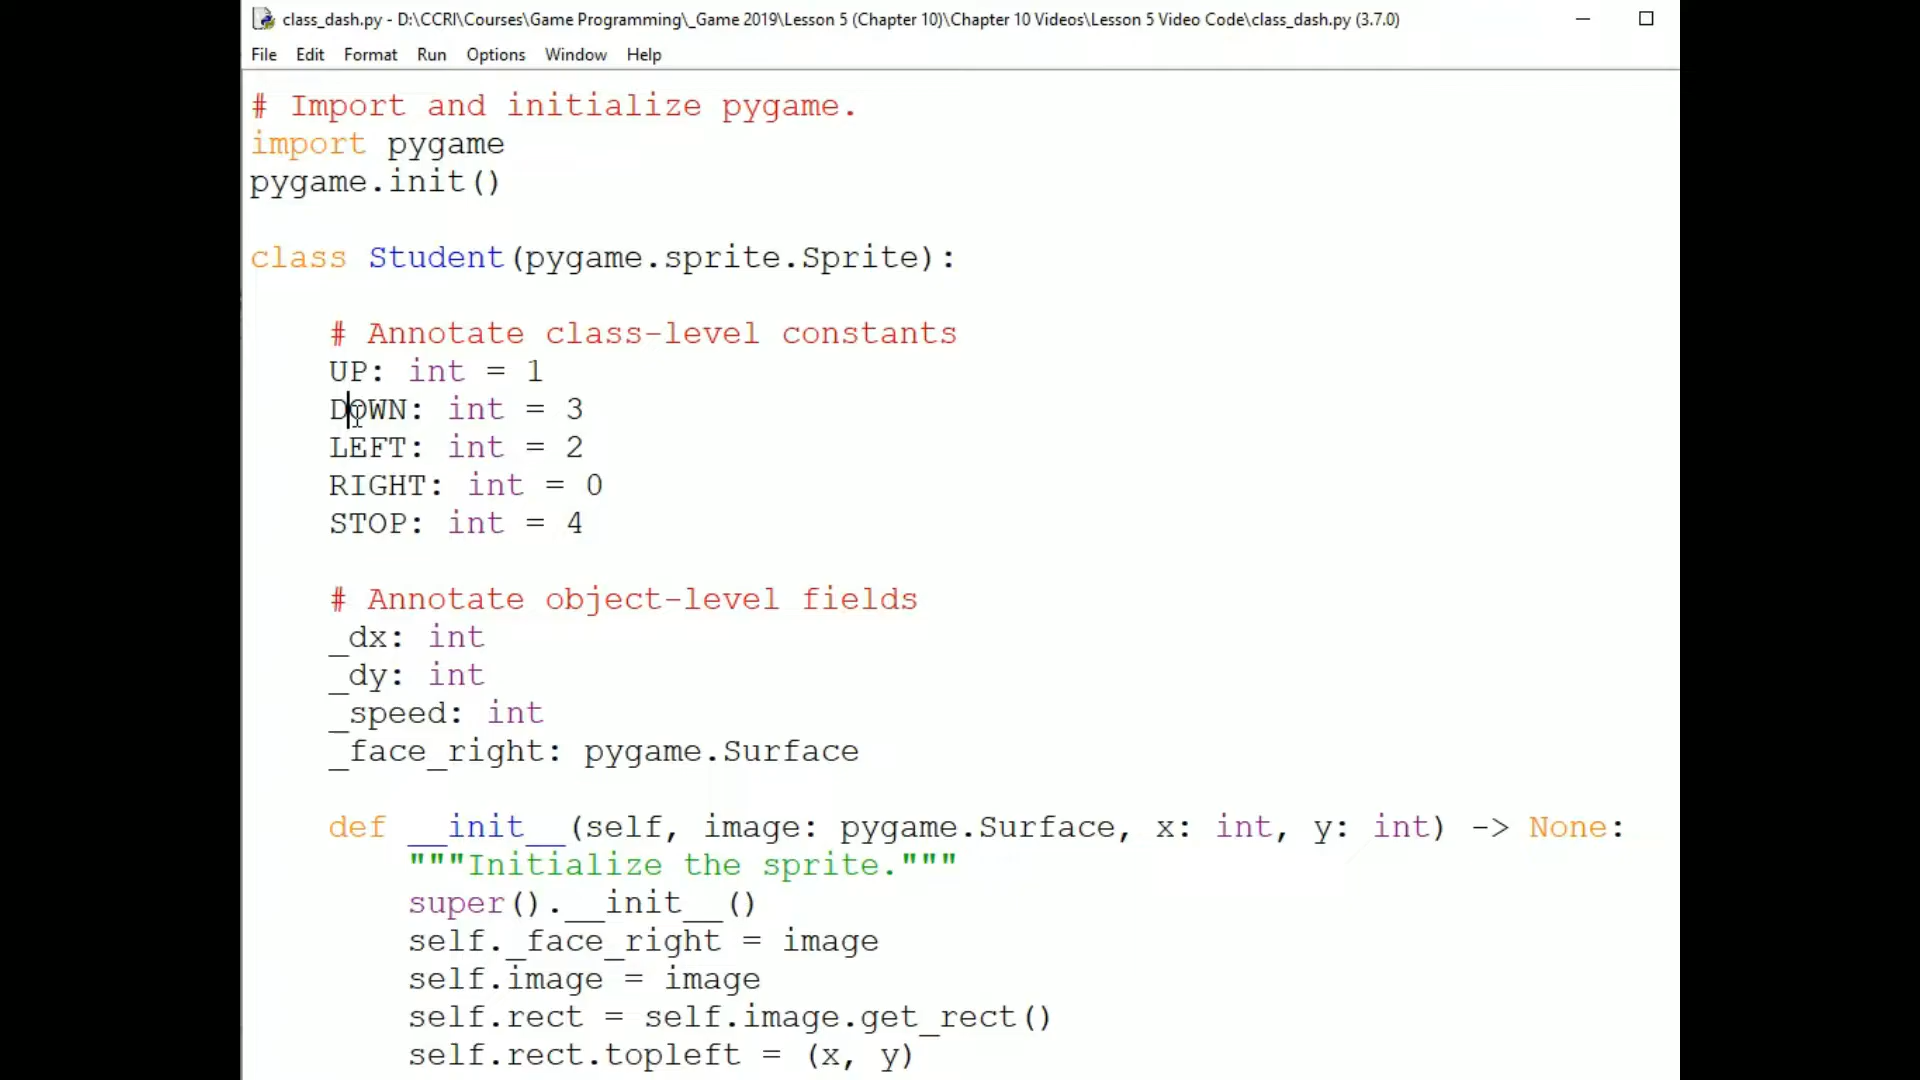 class_dash.py - D:\CCRI\Courses\Game Programming\_Game 2019\Lesson 5 (Chapter 10)\Chapter 10 Videos\Lesson 5 Video Code\class_dash.py (3.7.0)
File Edit Format Run Options Window Help
# Import and initialize pygame.
import pygame
pygame.init()
class Student(pygame.sprite.Sprite):
    # Annotate class-level constants
    UP: int = 1
    DOWN: int = 3
    LEFT: int = 2
    RIGHT: int = 0
    STOP: int = 4
    # Annotate object-level fields
    _dx: int
    _dy: int
    _speed: int
    _face_right: pygame.Surface
    def __init__(self, image: pygame.Surface, x: int, y: int) -> None:
        """Initialize the sprite."""
        super().__init__()
        self._face_right = image
        self.image = image
        self.rect = self.image.get_rect()
        self.rect.topleft = (x, y)